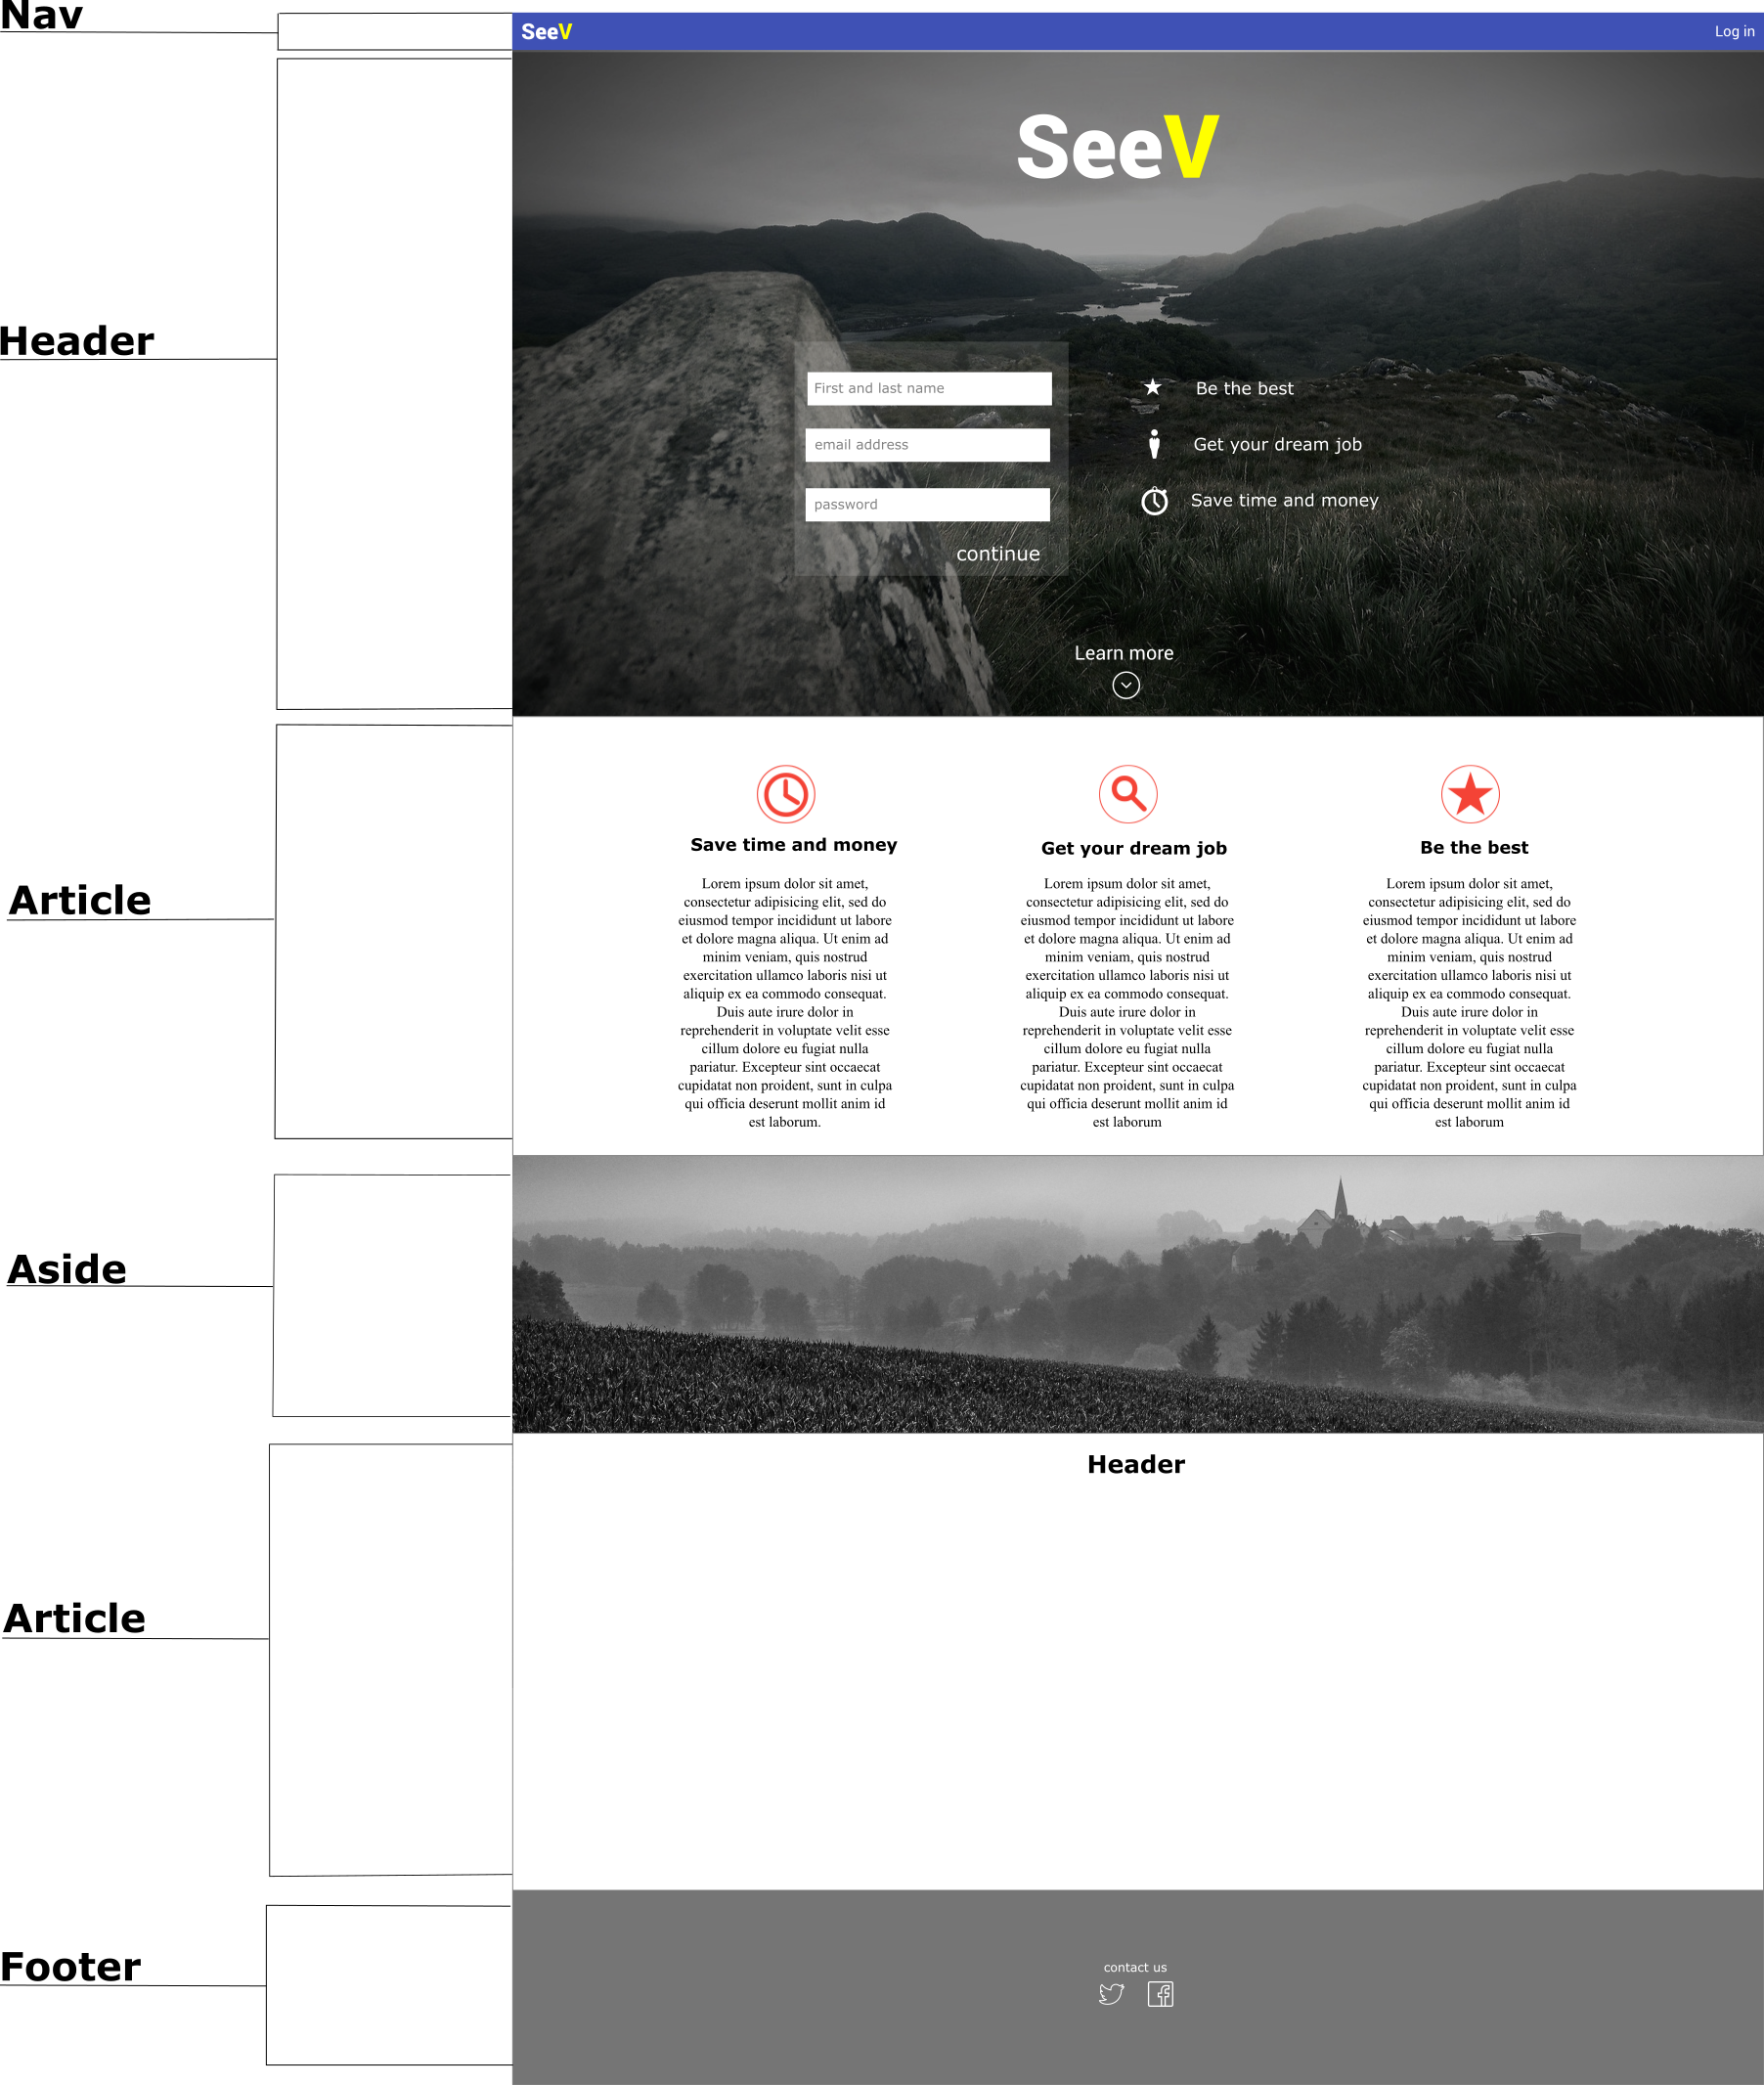 Nav
SeeV
Log in
SeeV
Header
First and last name
Be the best
email address
Get your dream job
password
Save time and money
continue
Learn more
Article
Save time and money
Lorem ipsum dolor sit amet,
consectetur adipisicing elit, sed do
eiusmod tempor incididunt ut labore
et dolore magna aliqua. Ut enim ad
minim veniam, quis nostrud
exercitation ullamco laboris nisi ut
aliquip ex ea commodo consequat.
Duis aute irure dolor in
reprehenderit in voluptate velit esse
cillum dolore eu fugiat nulla
pariatur. Excepteur sint occaecat
cupidatat non proident, sunt in culpa
qui officia deserunt mollit anim id
est laborum.
Get your dream job
Lorem ipsum dolor sit amet,
consectetur adipisicing elit, sed do
eiusmod tempor incididunt ut labore
et dolore magna aliqua. Ut enim ad
minim veniam, quis nostrud
exercitation ullamco laboris nisi ut
aliquip ex ea commodo consequat.
Duis aute irure dolor in
reprehenderit in voluptate velit esse
cillum dolore eu fugiat nulla
pariatur. Excepteur sint occaecat
cupidatat non proident, sunt in culpa
qui officia deserunt mollit anim id
est laborum
Be the best
Lorem ipsum dolor sit amet,
consectetur adipisicing elit, sed do
eiusmod tempor incididunt ut labore
et dolore magna aliqua. Ut enim ad
minim veniam, quis nostrud
exercitation ullamco laboris nisi ut
aliquip ex ea commodo consequat.
Duis aute irure dolor in
reprehenderit in voluptate velit esse
cillum dolore eu fugiat nulla
pariatur. Excepteur sint occaecat
cupidatat non proident, sunt in culpa
qui officia deserunt mollit anim id
est laborum
Aside
Header
Article
Footer
contact us